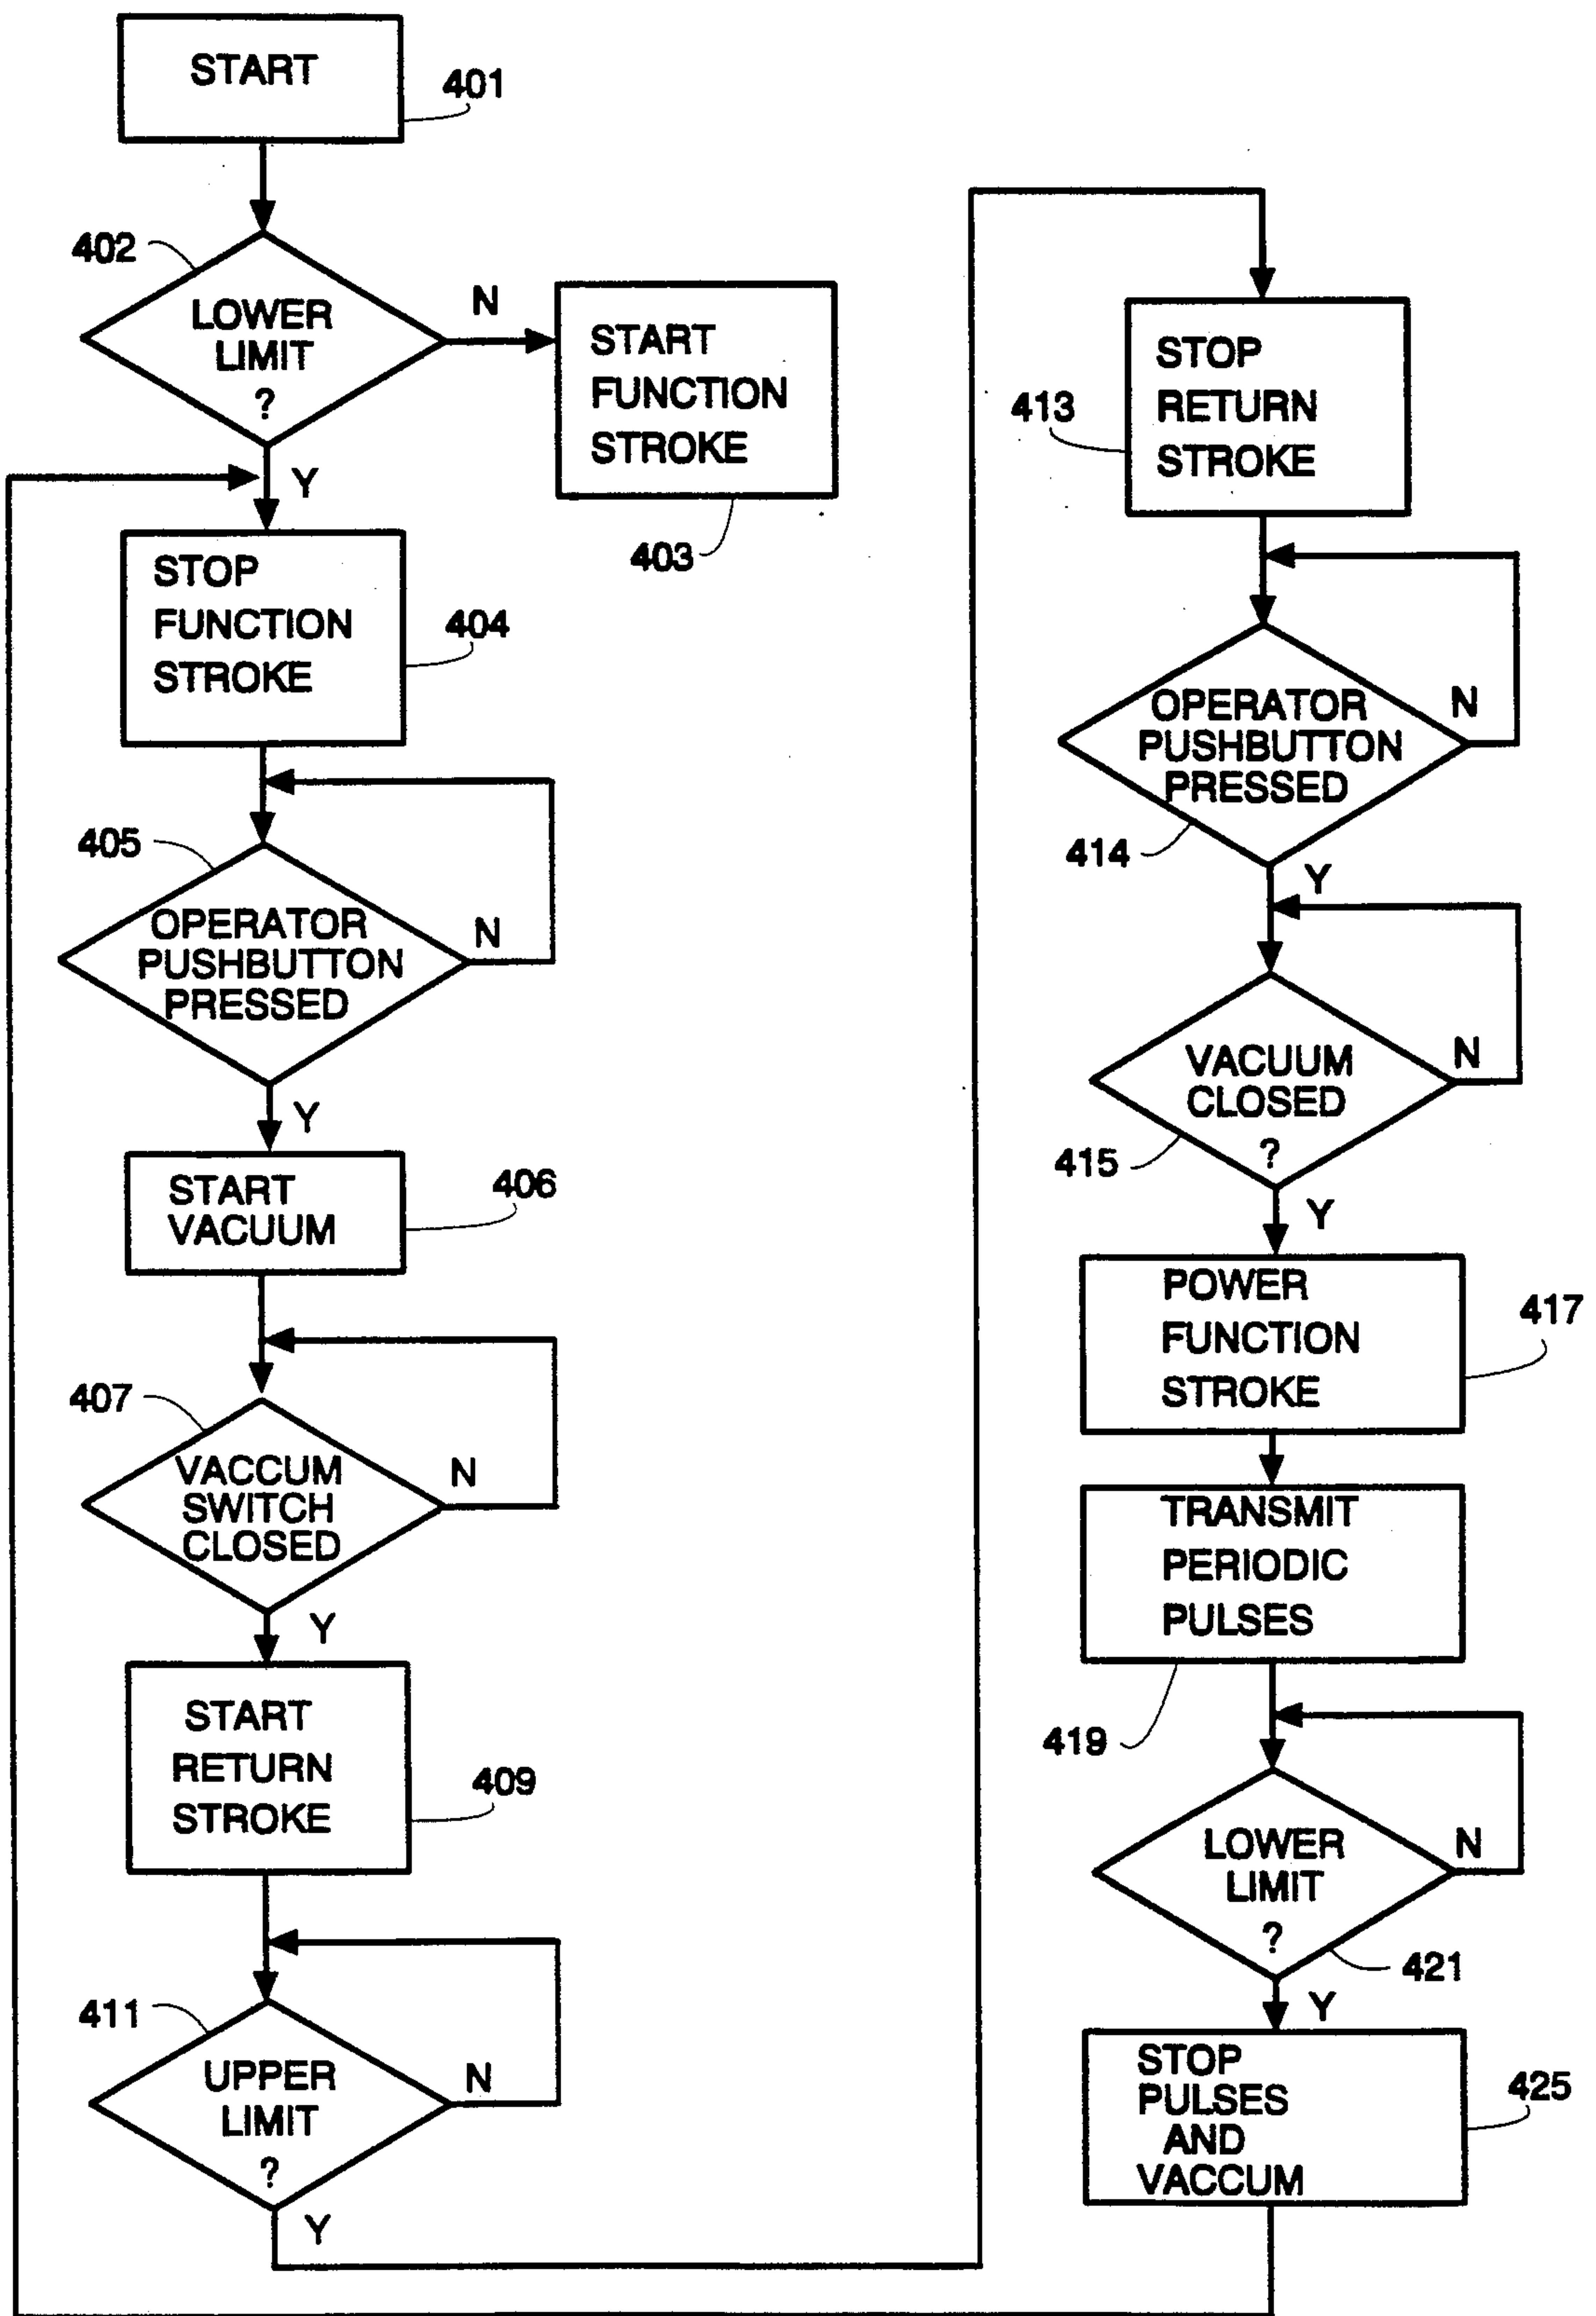 START
401
402
LOWER
LIMIT
?
N
Y
START
FUNCTION
STROKE
403
STOP
FUNCTION
STROKE
404
405
OPERATOR
PUSHBUTTON
PRESSED
N
Y
START
VACUUM
406
407
VACCUM
SWITCH
CLOSED
N
Y
START
RETURN
STROKE
409
411
UPPER
LIMIT
?
N
Y
STOP
RETURN
STROKE
413
OPERATOR
PUSHBUTTON
PRESSED
N
414
Y
VACUUM
CLOSED
?
N
415
Y
POWER
FUNCTION
STROKE
417
TRANSMIT
PERIODIC
PULSES
419
LOWER
LIMIT
?
N
421
Y
STOP
PULSES
AND
VACCUM
425